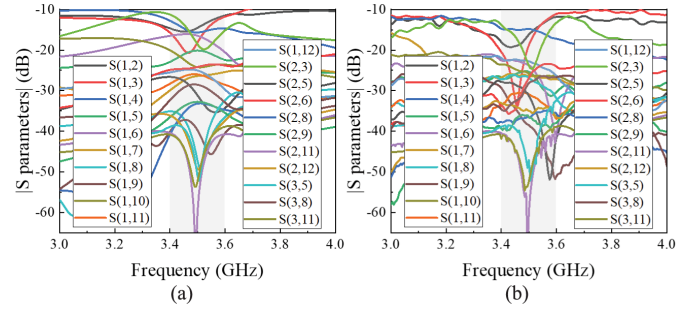 -10
-20
-30
-40
-50
-60
|S parameters| (dB)
S(1,2)
S(1,3)
S(1,4)
S(1,5)
S(1,6)
S(1,7)
S(1,8)
S(1,9)
S(1,10)
S(1,11)
S(1,12)
S(2,3)
S(2,5)
S(2,6)
S(2,8)
S(2,9)
S(2,11)
S(2,12)
S(3,5)
S(3,8)
S(3,11)
3.0 3.2 3.4 3.6 3.8 4.0
Frequency (GHz)
(a)
-10
-20
-30
-40
-50
-60
|S parameters| (dB)
S(1,2)
S(1,3)
S(1,4)
S(1,5)
S(1,6)
S(1,7)
S(1,8)
S(1,9)
S(1,10)
S(1,11)
S(1,12)
S(2,3)
S(2,5)
S(2,6)
S(2,8)
S(2,9)
S(2,11)
S(2,12)
S(3,5)
S(3,8)
S(3,11)
3.0 3.2 3.4 3.6 3.8 4.0
Frequency (GHz)
(b)